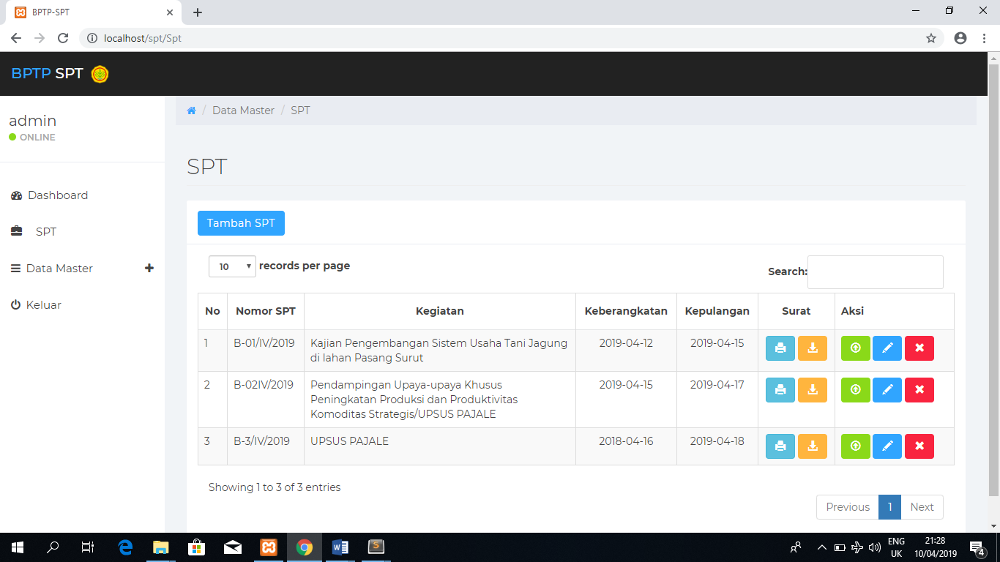 BPTP-SPT
localhost/spt/Spt
BPTP SPT
admin
ONLINE
Dashboard
SPT
Data Master
Keluar
/ Data Master / SPT
SPT
Tambah SPT
10 records per page
Search:
No Nomor SPT Kegiatan Keberangkatan Kepulangan Surat Aksi
1 B-01/IV/2019 Kajian Pengembangan Sistem Usaha Tani Jagung 2019-04-12 2019-04-15
di lahan Pasang Surut
2 B-02IV/2019 Pendampingan Upaya-upaya Khusus 2019-04-15 2019-04-17
Peningkatan Produksi dan Produktivitas
Komoditas Strategis/UPSUS PAJALE
3 B-3/IV/2019 UPSUS PAJALE 2018-04-16 2019-04-18
Showing 1 to 3 of 3 entries
Previous 1 Next
ENG 21:28
UK 10/04/2019 4